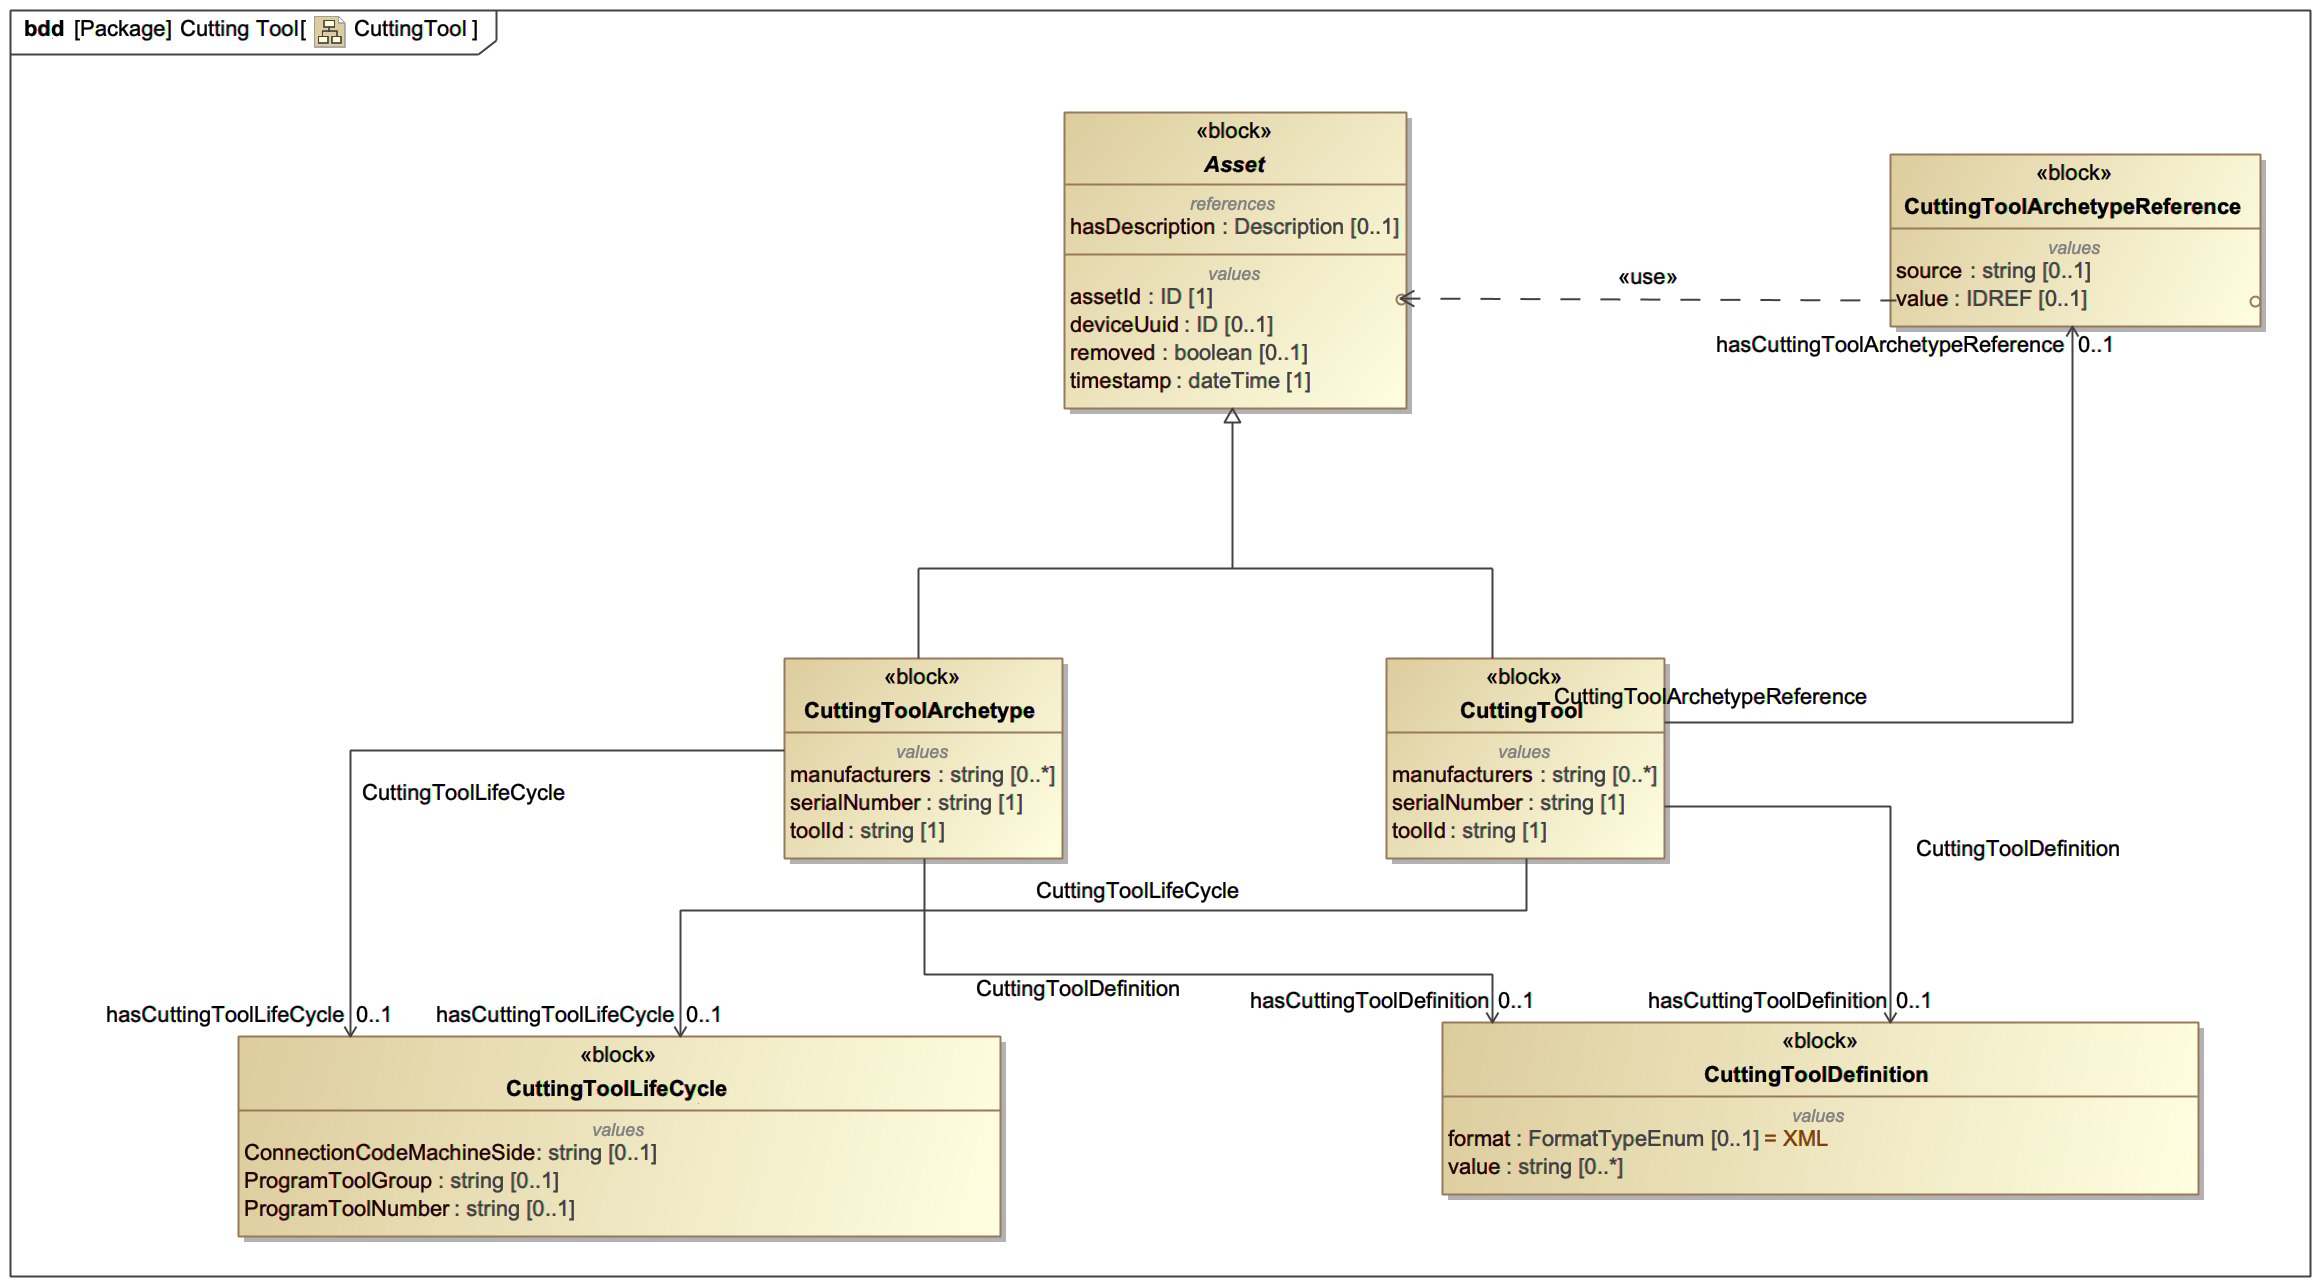 bdd [Package] Cutting Tool[ CuttingTool ]
«block»
Asset
references
hasDescription : Description [0..1]
values
assetId : ID [1]
deviceUuid : ID [0..1]
removed : boolean [0..1]
timestamp : dateTime [1]
«use»
«block»
CuttingToolArchetypeReference
values
source : string [0..1]
value : IDREF [0..1]
hasCuttingToolArchetypeReference 0..1
«block»
CuttingToolArchetype
values
manufacturers : string [0..*]
serialNumber : string [1]
toolId : string [1]
«block»
CuttingTool
values
manufacturers : string [0..*]
serialNumber : string [1]
toolId : string [1]
CuttingToolArchetypeReference
CuttingToolLifeCycle
CuttingToolDefinition
CuttingToolLifeCycle
CuttingToolDefinition
hasCuttingToolLifeCycle 0..1
hasCuttingToolLifeCycle 0..1
hasCuttingToolDefinition 0..1
hasCuttingToolDefinition 0..1
«block»
CuttingToolLifeCycle
values
ConnectionCodeMachineSide: string [0..1]
ProgramToolGroup : string [0..1]
ProgramToolNumber : string [0..1]
«block»
CuttingToolDefinition
values
format : FormatTypeEnum [0..1] = XML
value : string [0..*]